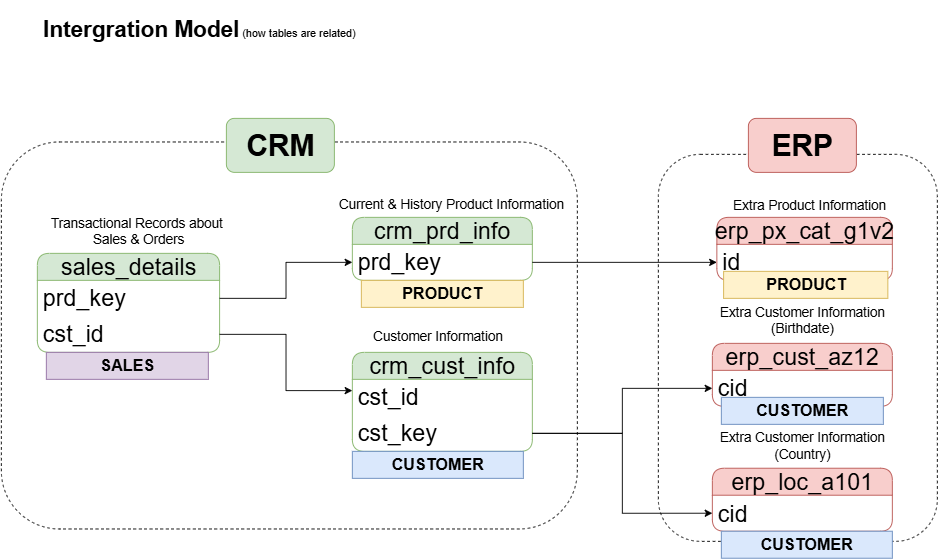 Intergration Model (how tables are related)
CRM
ERP
Transactional Records about
Sales & Orders
sales_details
prd_key
cst_id
SALES
Current & History Product Information
crm_prd_info
prd_key
PRODUCT
Customer Information
crm_cust_info
cst_id
cst_key
CUSTOMER
Extra Product Information
erp_px_cat_g1v2
id
PRODUCT
Extra Customer Information
(Birthdate)
erp_cust_az12
cid
CUSTOMER
Extra Customer Information
(Country)
erp_loc_a101
cid
CUSTOMER